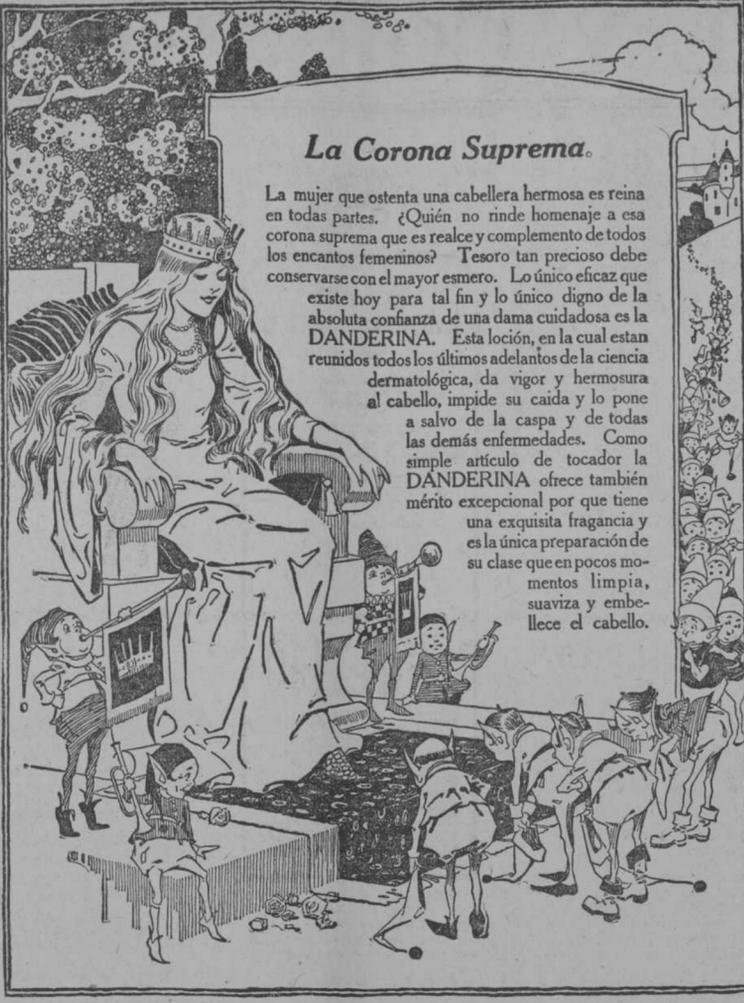 La Corona Suprema.
La mujer que ostenta una cabellera hermosa es reina
en todas partes. ¿Quién no rinde homenaje a esa
corona suprema que es realce y complemento de todos
los encantos femeninos? Tesoro tan precioso debe
conservarse con el mayor esmero. Lo único eficaz que
existe hoy para tal fin y lo único digno de la
absoluta confianza de una dama cuidadosa es la
DANDERINA. Esta loción, en la cual estan
reunidos todos los últimos adelantos de la ciencia
dermatológica, da vigor y hermosura
al cabello, impide su caida y lo pone
a salvo de la caspa y de todas
las demás enfermedades. Como
simple artículo de tocador la
DANDERINA ofrece también
mérito excepcional por que tiene
una exquisita fragancia y
es la única preparación de
su clase que en pocos mo-
mentos limpia,
suaviza y embe-
llece el cabello.